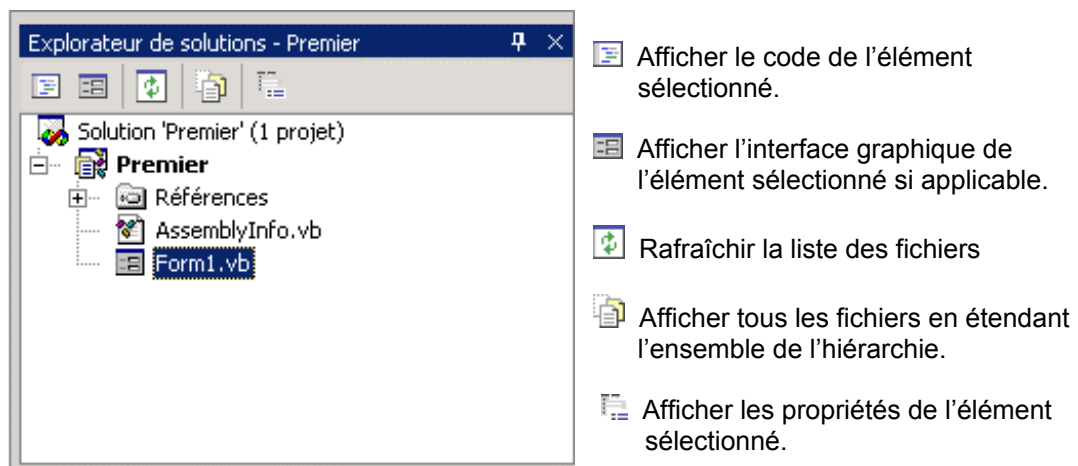 Explorateur de solutions - Premier
Solution 'Premier' (1 projet)
Premier
Références
AssemblyInfo.vb
Form1.vb
Afficher le code de l'élément
sélectionné.
Afficher l'interface graphique de
l'élément sélectionné si applicable.
Rafraîchir la liste des fichiers
Afficher tous les fichiers en étendant
l'ensemble de l'hiérarchie.
Afficher les propriétés de l'élément
sélectionné.